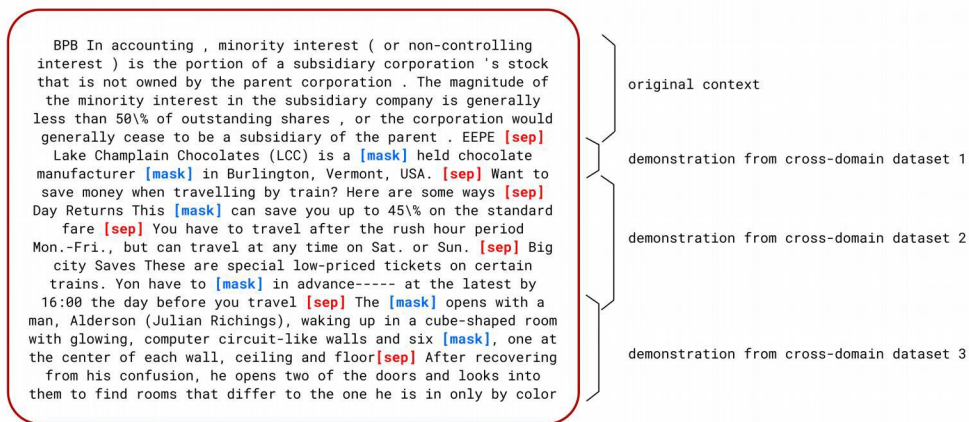 BPB In accounting , minority interest ( or non-controlling
interest ) is the portion of a subsidiary corporation 's stock
that is not owned by the parent corporation . The magnitude of
the minority interest in the subsidiary company is generally
less than 50\% of outstanding shares , or the corporation would
generally cease to be a subsidiary of the parent . EEPE [sep]
Lake Champlain Chocolates (LCC) is a [mask] held chocolate
manufacturer [mask] in Burlington, Vermont, USA. [sep] Want to
save money when travelling by train? Here are some ways [sep]
Day Returns This [mask] can save you up to 45\% on the standard
fare [sep] You have to travel after the rush hour period
Mon.-Fri., but can travel at any time on Sat. or Sun. [sep] Big
city Saves These are special low-priced tickets on certain
trains. Yon have to [mask] in advance----- at the latest by
16:00 the day before you travel [sep] The [mask] opens with a
man, Alderson (Julian Richings), waking up in a cube-shaped room
with glowing, computer circuit-like walls and six [mask], one at
the center of each wall, ceiling and floor[sep] After recovering
from his confusion, he opens two of the doors and looks into
them to find rooms that differ to the one he is in only by color
original context
demonstration from cross-domain dataset 1
demonstration from cross-domain dataset 2
demonstration from cross-domain dataset 3